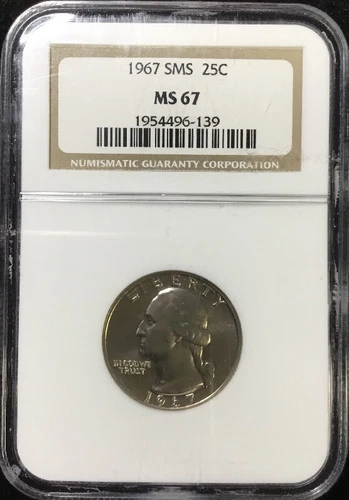 1967 SMS 25C
MS 67
1954496-139
NUMISMATIC GUARANTY CORPORATION
LIBERTY
IN GOD WE
TRUST
1967